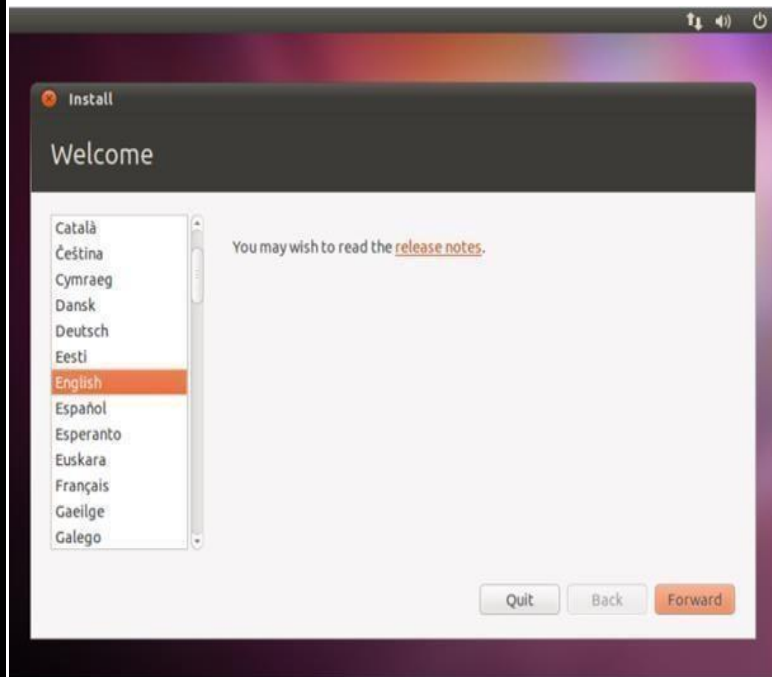 Install
Welcome
Català
Čeština
Cymraeg
Dansk
Deutsch
Eesti
English
Español
Esperanto
Euskara
Français
Gaeilge
Galego
You may wish to read the release notes.
Quit
Back
Forward